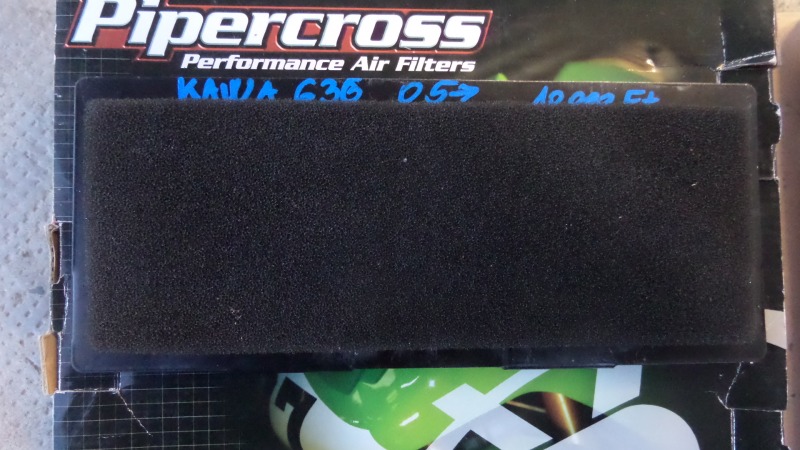 Pipercross
Performance Air Filters
KAWA 636 05→